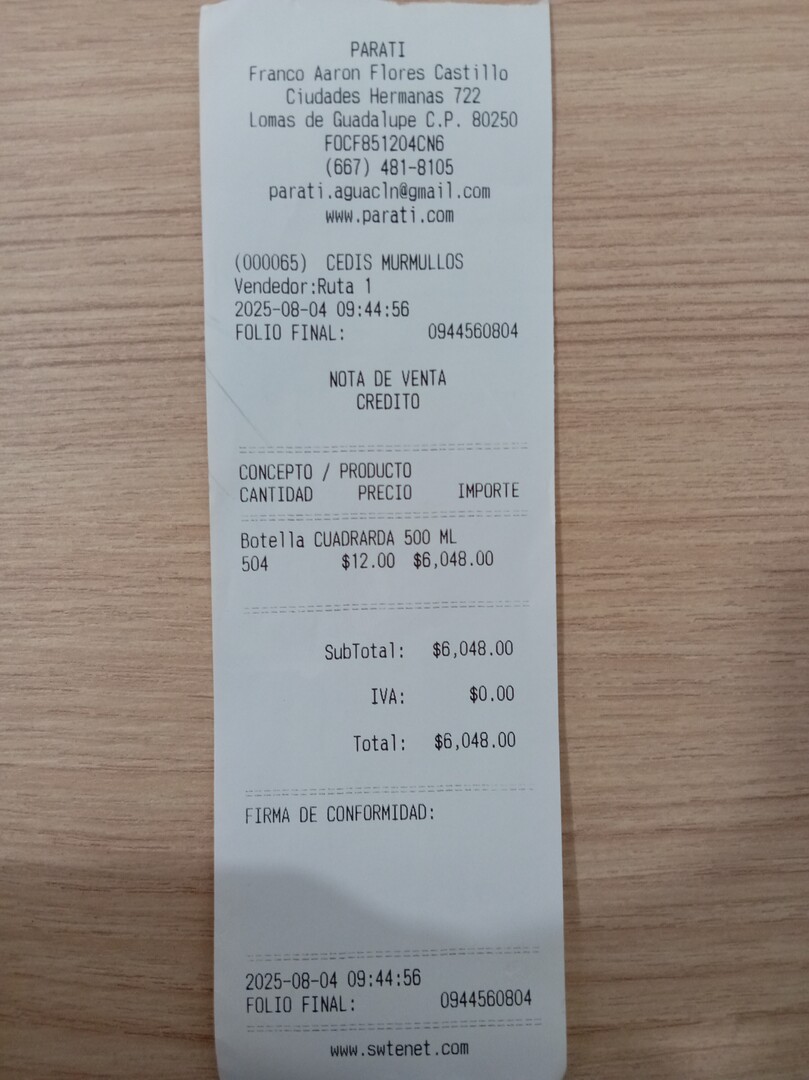 PARATI
Franco Aaron Flores Castillo
Ciudades Hermanas 722
Lomas de Guadalupe C.P. 80250
FOCF851204CN6
(667) 481-8105
parati.aguacln@gmail.com
www.parati.com
(000065) CEDIS MURMULLOS
Vendedor:Ruta 1
2025-08-04 09:44:56
FOLIO FINAL: 0944560804
NOTA DE VENTA
CREDITO
CONCEPTO / PRODUCTO
CANTIDAD PRECIO IMPORTE
Botella CUADRARDA 500 ML
504 $12.00 $6,048.00
SubTotal: $6,048.00
IVA: $0.00
Total: $6,048.00
FIRMA DE CONFORMIDAD:
2025-08-04 09:44:56
FOLIO FINAL: 0944560804
www.swtenet.com